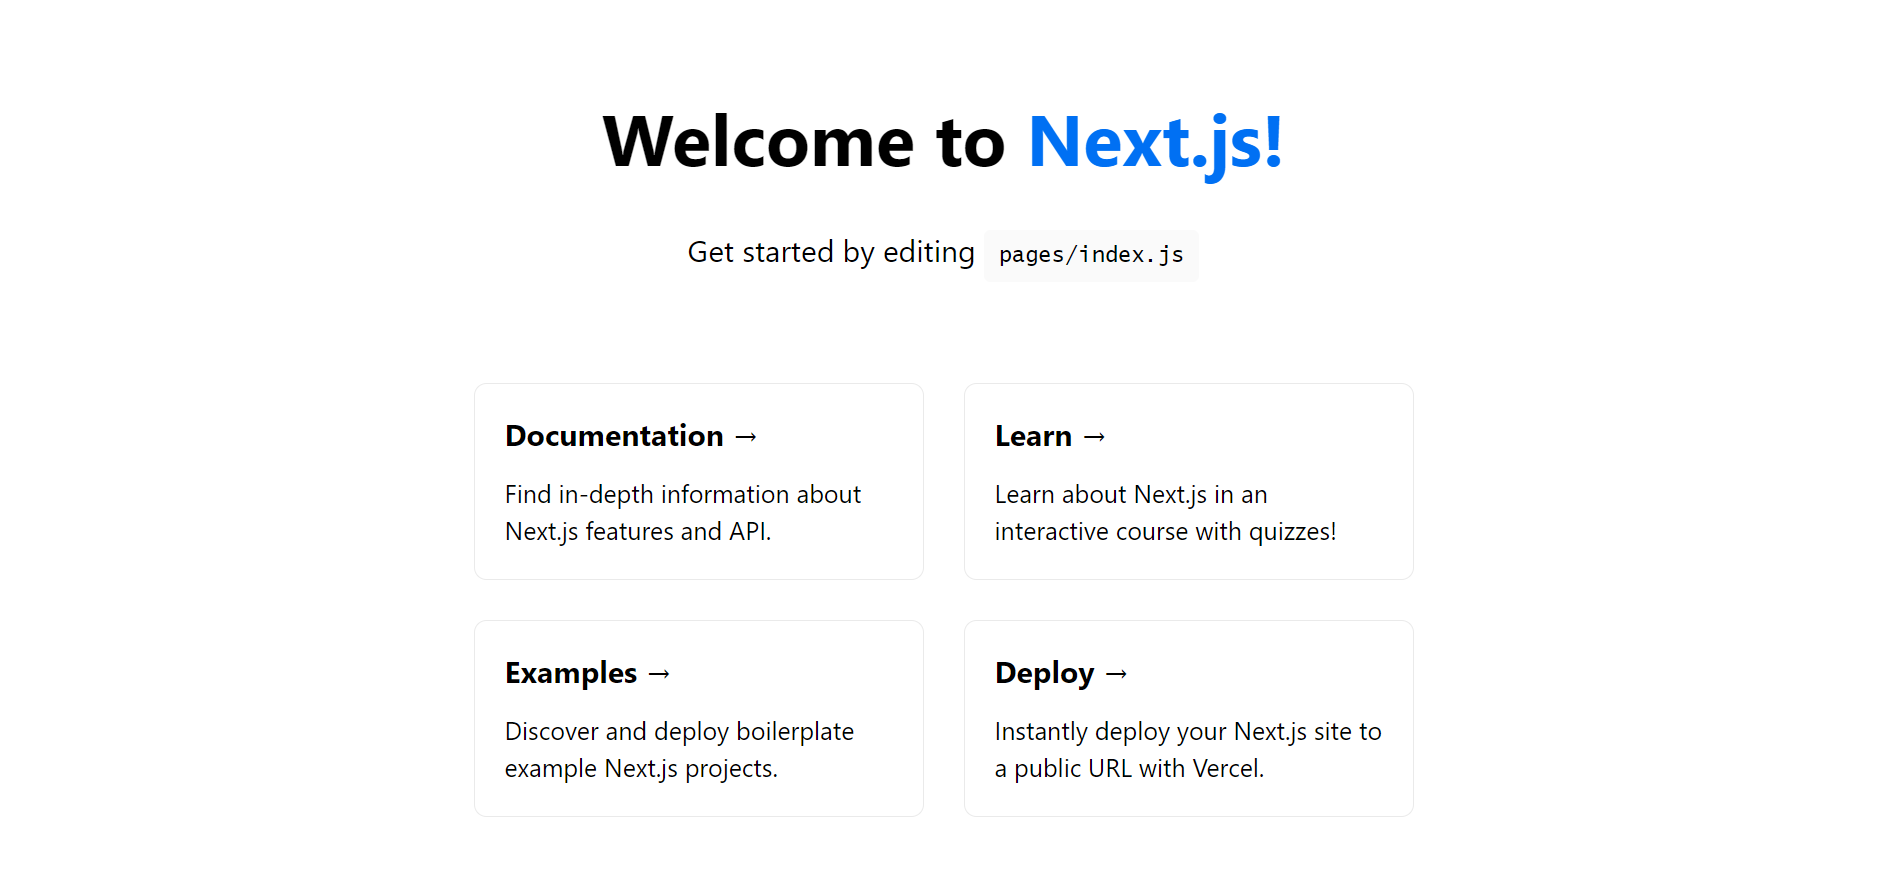 Welcome to Next.js!
Get started by editing pages/index.js
Documentation →
Find in-depth information about
Next.js features and API.
Learn →
Learn about Next.js in an
interactive course with quizzes!
Examples →
Discover and deploy boilerplate
example Next.js projects.
Deploy →
Instantly deploy your Next.js site to
a public URL with Vercel.